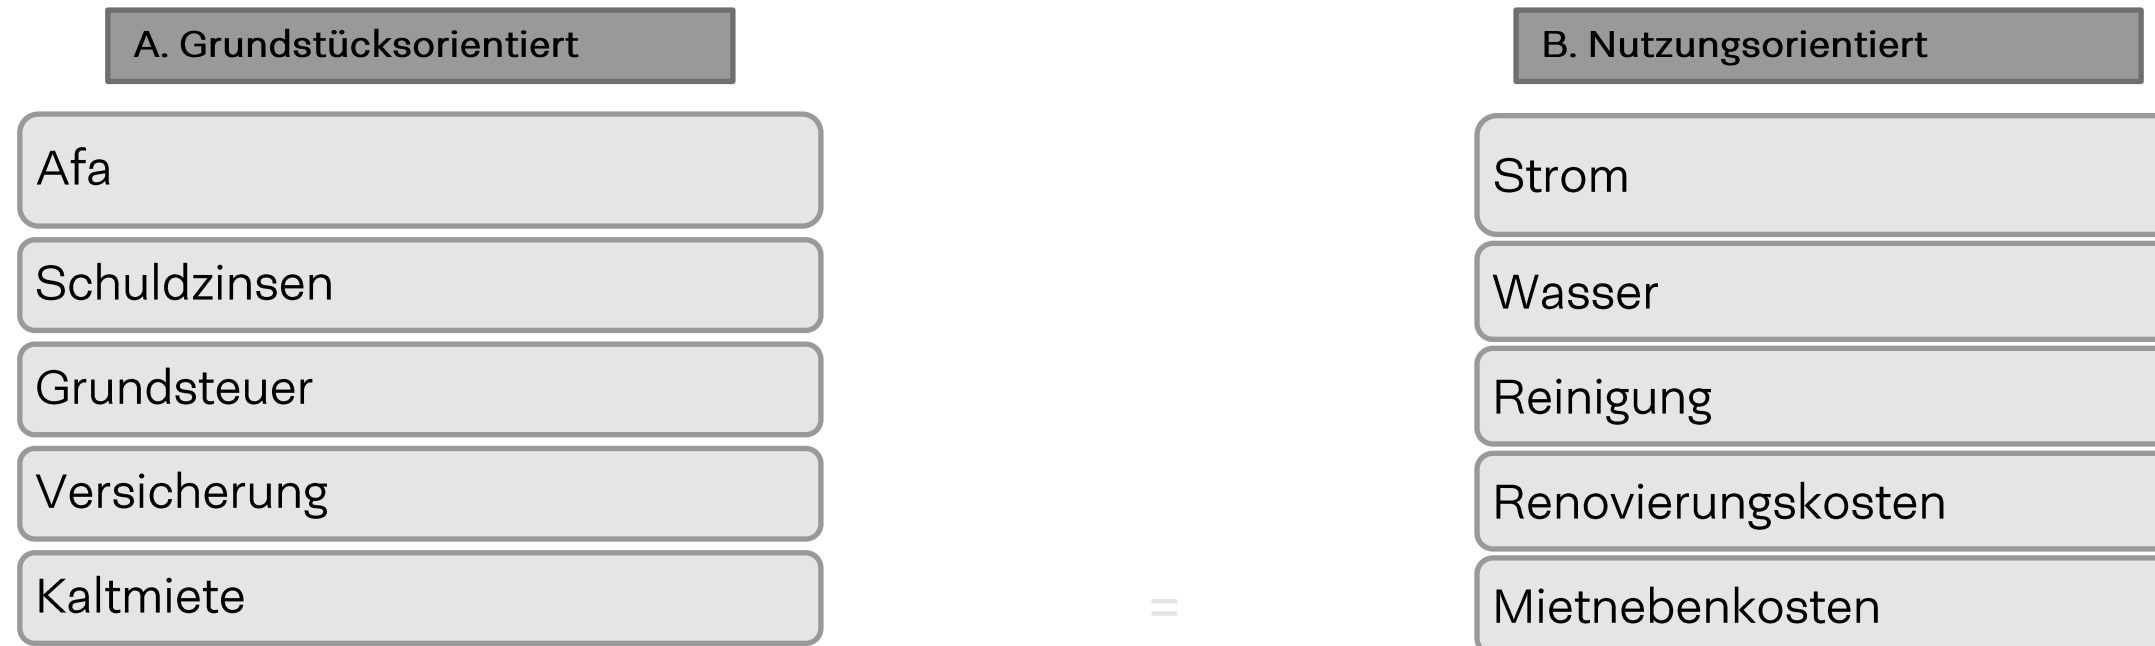 A. Grundstücksorientiert
Afa
Schuldzinsen
Grundsteuer
Versicherung
Kaltmiete
=
B. Nutzungsorientiert
Strom
Wasser
Reinigung
Renovierungskosten
Mietnebenkosten